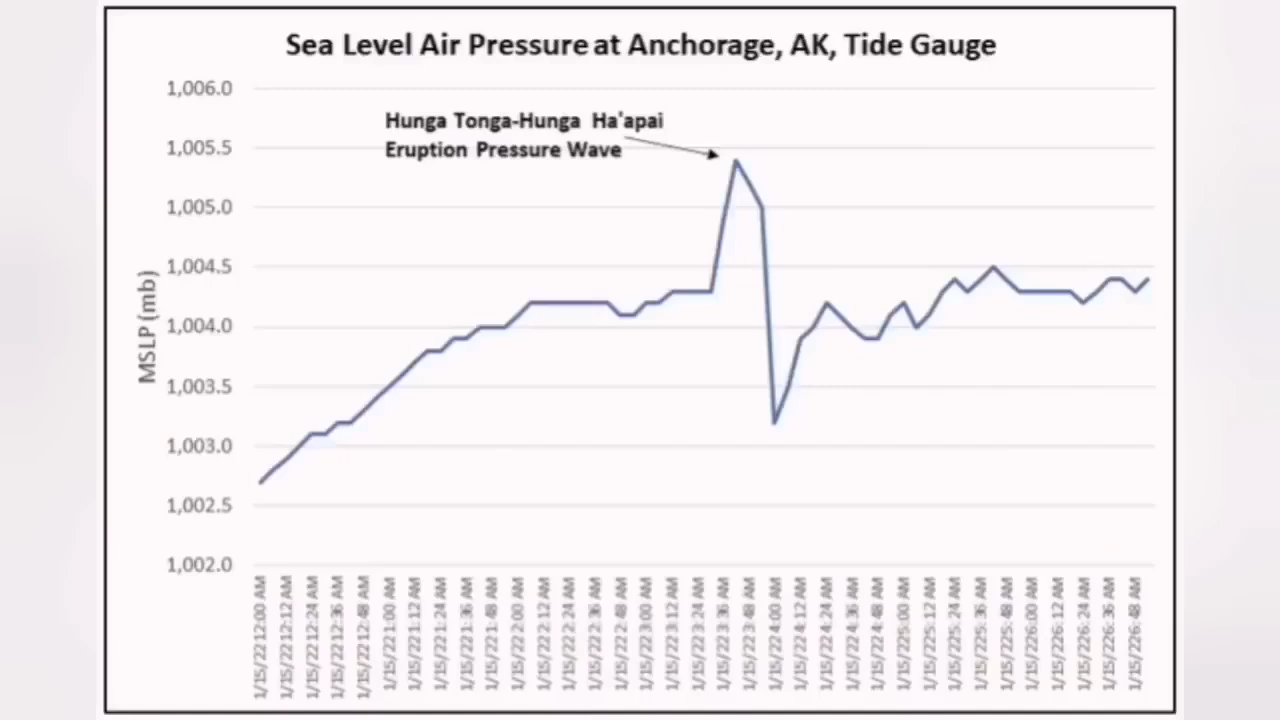 Sea Level Air Pressure at Anchorage, AK, Tide Gauge
1,006.0
Hunga Tonga-Hunga Ha'apai
Eruption Pressure Wave
1,005.5
1,005.0
1,004.5
1,004.0
1,003.5
1,003.0
1,002.5
1,002.0
MSLP (mb)
1/15/22 12:00 AM
1/15/22 12:12 AM
1/15/22 12:24 AM
1/15/22 12:36 AM
1/15/22 12:48 AM
1/15/22 1:00 AM
1/15/22 1:12 AM
1/15/22 1:24 AM
1/15/22 1:36 AM
1/15/22 1:48 AM
1/15/22 2:00 AM
1/15/22 2:12 AM
1/15/22 2:24 AM
1/15/22 2:36 AM
1/15/22 2:48 AM
1/15/22 3:00 AM
1/15/22 3:12 AM
1/15/22 3:24 AM
1/15/22 3:36 AM
1/15/22 3:48 AM
1/15/22 4:00 AM
1/15/22 4:12 AM
1/15/22 4:24 AM
1/15/22 4:36 AM
1/15/22 4:48 AM
1/15/22 5:00 AM
1/15/22 5:12 AM
1/15/22 5:24 AM
1/15/22 5:36 AM
1/15/22 5:48 AM
1/15/22 6:00 AM
1/15/22 6:12 AM
1/15/22 6:24 AM
1/15/22 6:36 AM
1/15/22 6:48 AM